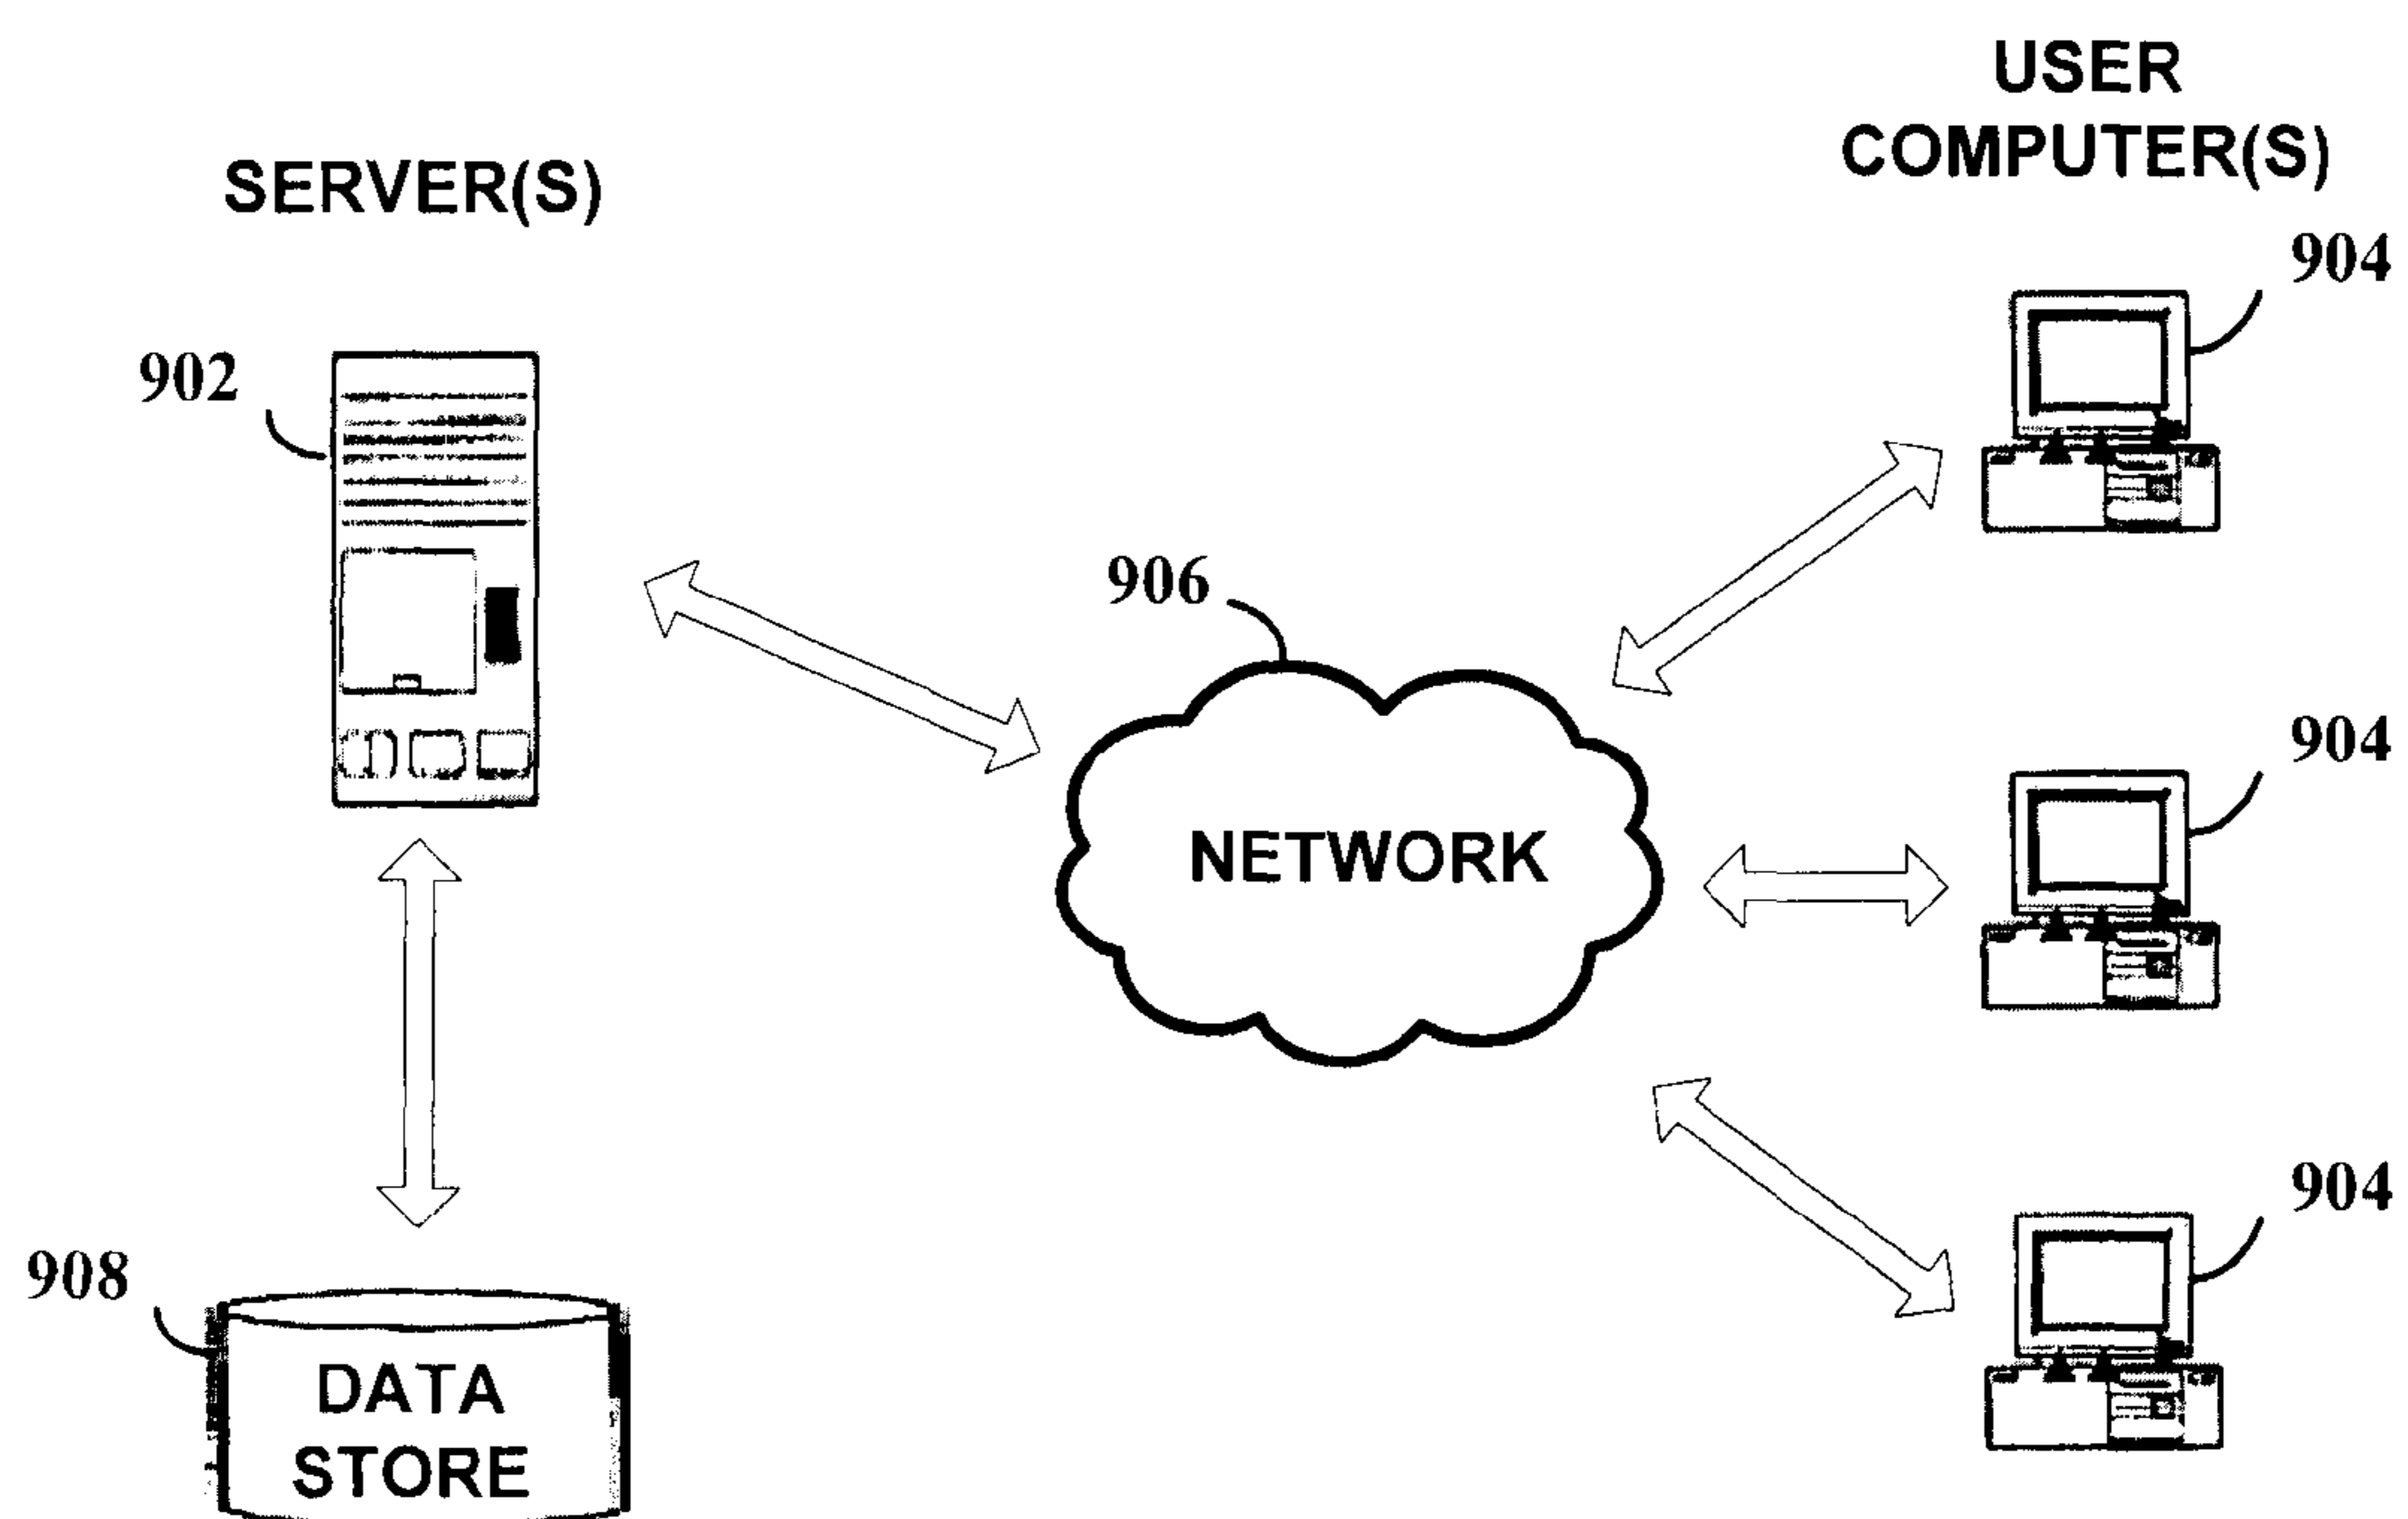 USER
COMPUTER(S)
SERVER(S)
904
902
906
904
NETWORK
904
908
DATA
STORE